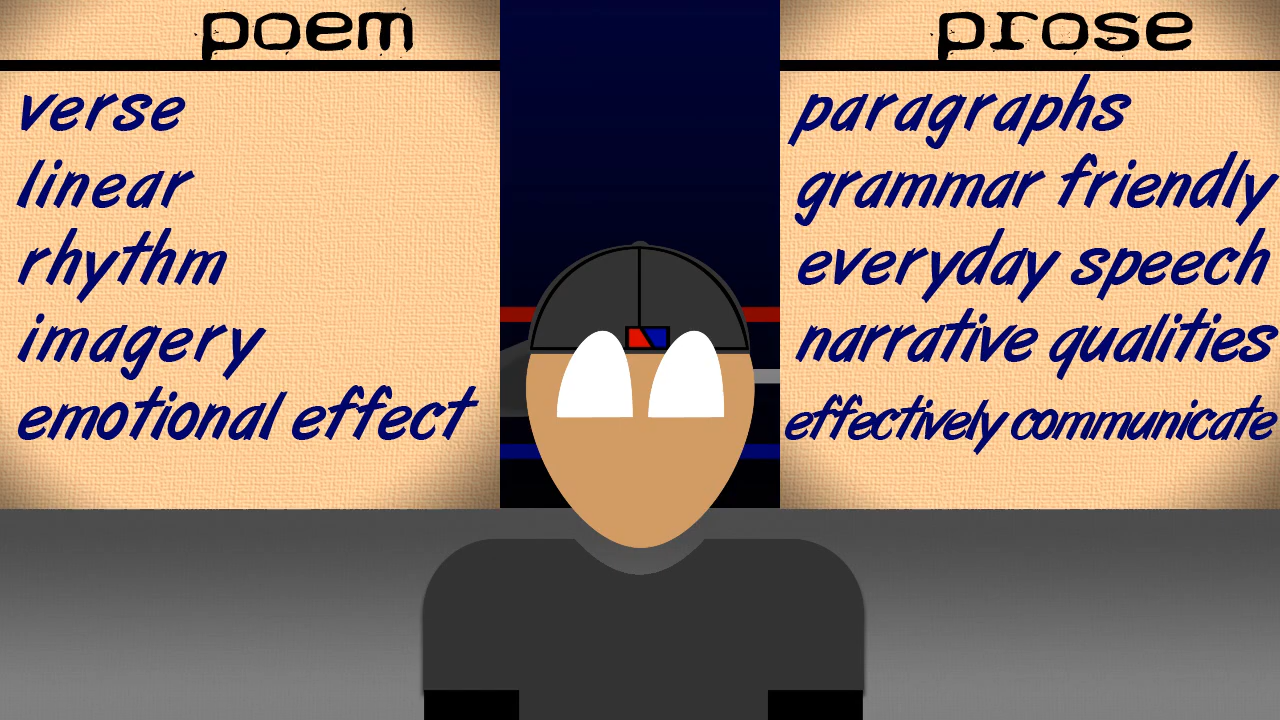 poem
verse
linear
rhythm
imagery
emotional effect
prose
paragraphs
grammar friendly
everyday speech
narrative qualities
effectively communicate